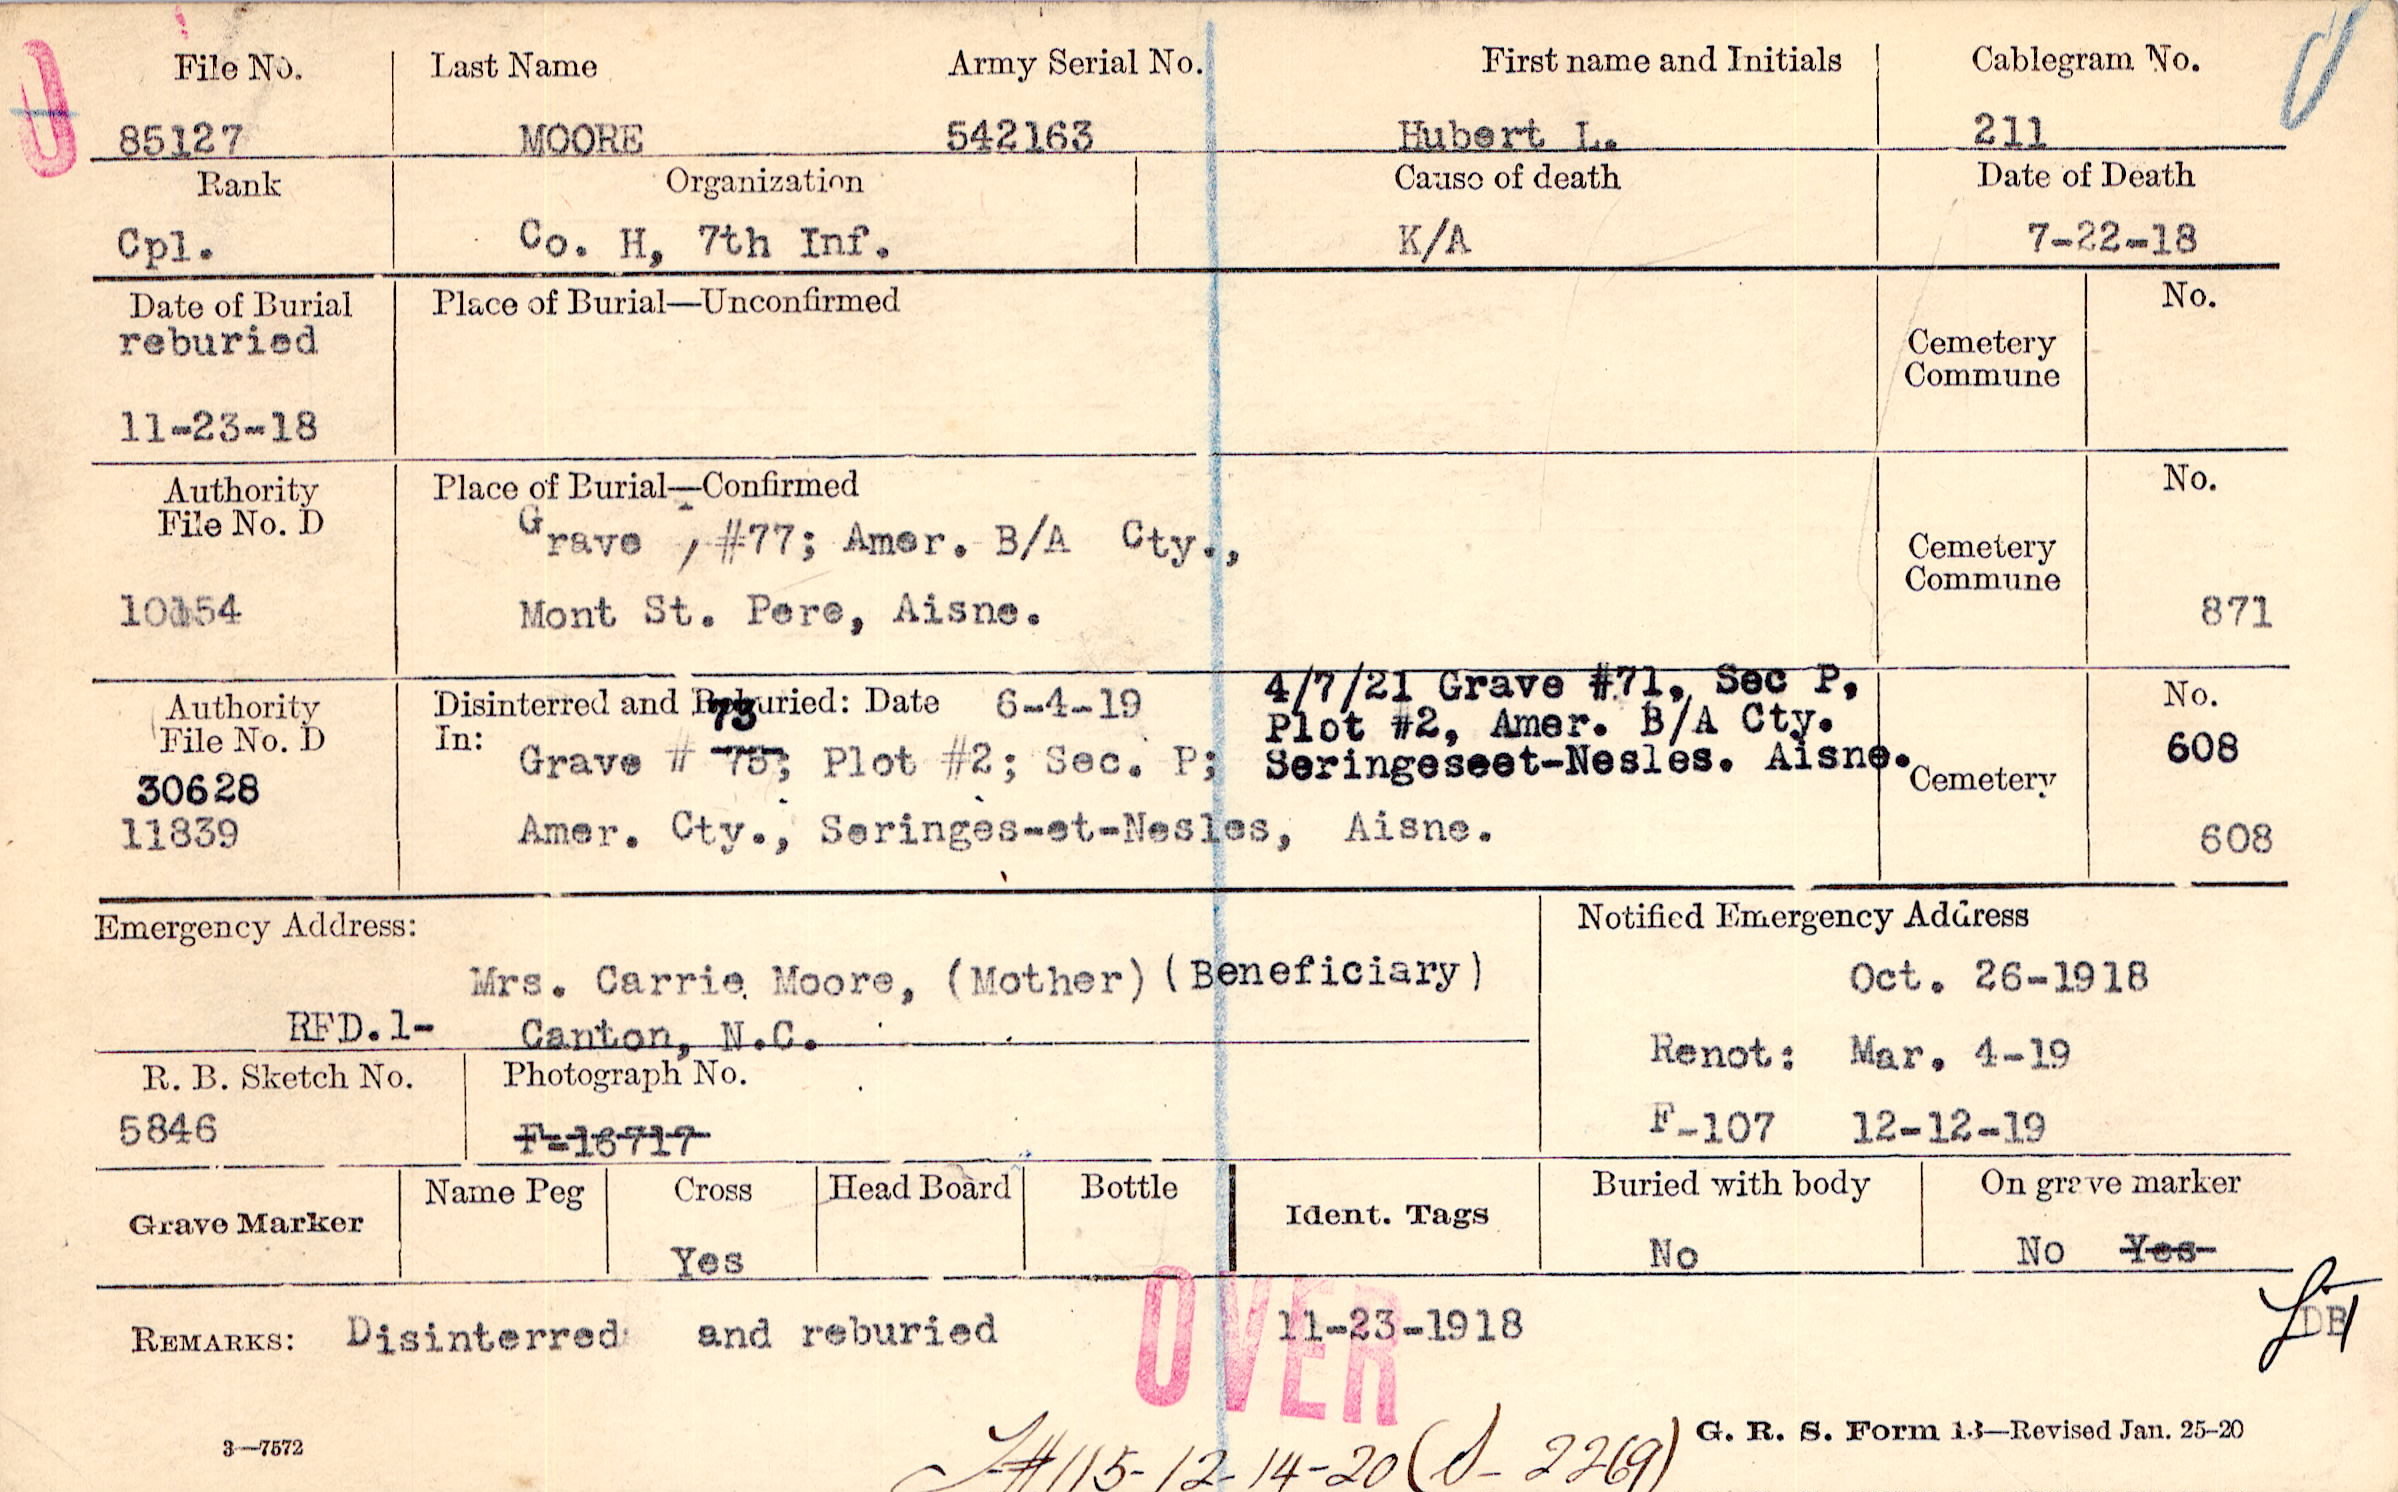 File No. Last Name Army Serial No. First name and Initials Cablegram No.
85127 MOORE 542163 Hubert L. 211
Rank Organization Cause of death Date of Death
Cpl. Co. H, 7th Inf. K/A 7-22-18
Date of Burial Place of Burial—Unconfirmed No.
reburied
Cemetery
Commune
11-23-18
Authority Place of Burial—Confirmed No.
File No. D
Grave , #77; Amer. B/A Cty.,
Cemetery
Commune
10154 Mont St. Pere, Aisne. 871
Authority Disinterred and Reburied: Date 6-4-19 4/7/21 Grave #71, Sec P, No.
File No. D In: 73 Plot #2, Amer. B/A Cty. 608
Grave # 75; Plot #2; Sec. P; Seringeseet-Nesles. Aisne.
30628 Cemetery
11839 Amer. Cty., Seringes-et-Nesles, Aisne. 608
Emergency Address: Notified Emergency Address
Mrs. Carrie Moore, (Mother) (Beneficiary) Oct. 26-1918
RFD.1- Canton, N.C. Renot: Mar. 4-19
R. B. Sketch No. Photograph No.
5846 F-16717 F-107 12-12-19
Grave Marker Name Peg Cross Head Board Bottle Ident. Tags Buried with body On grave marker
Yes No No Yes
OVER
REMARKS: Disinterred and reburied 11-23-1918
3—7572 G. R. S. Form 13—Revised Jan. 25-20
#115-12-14-20 2269)